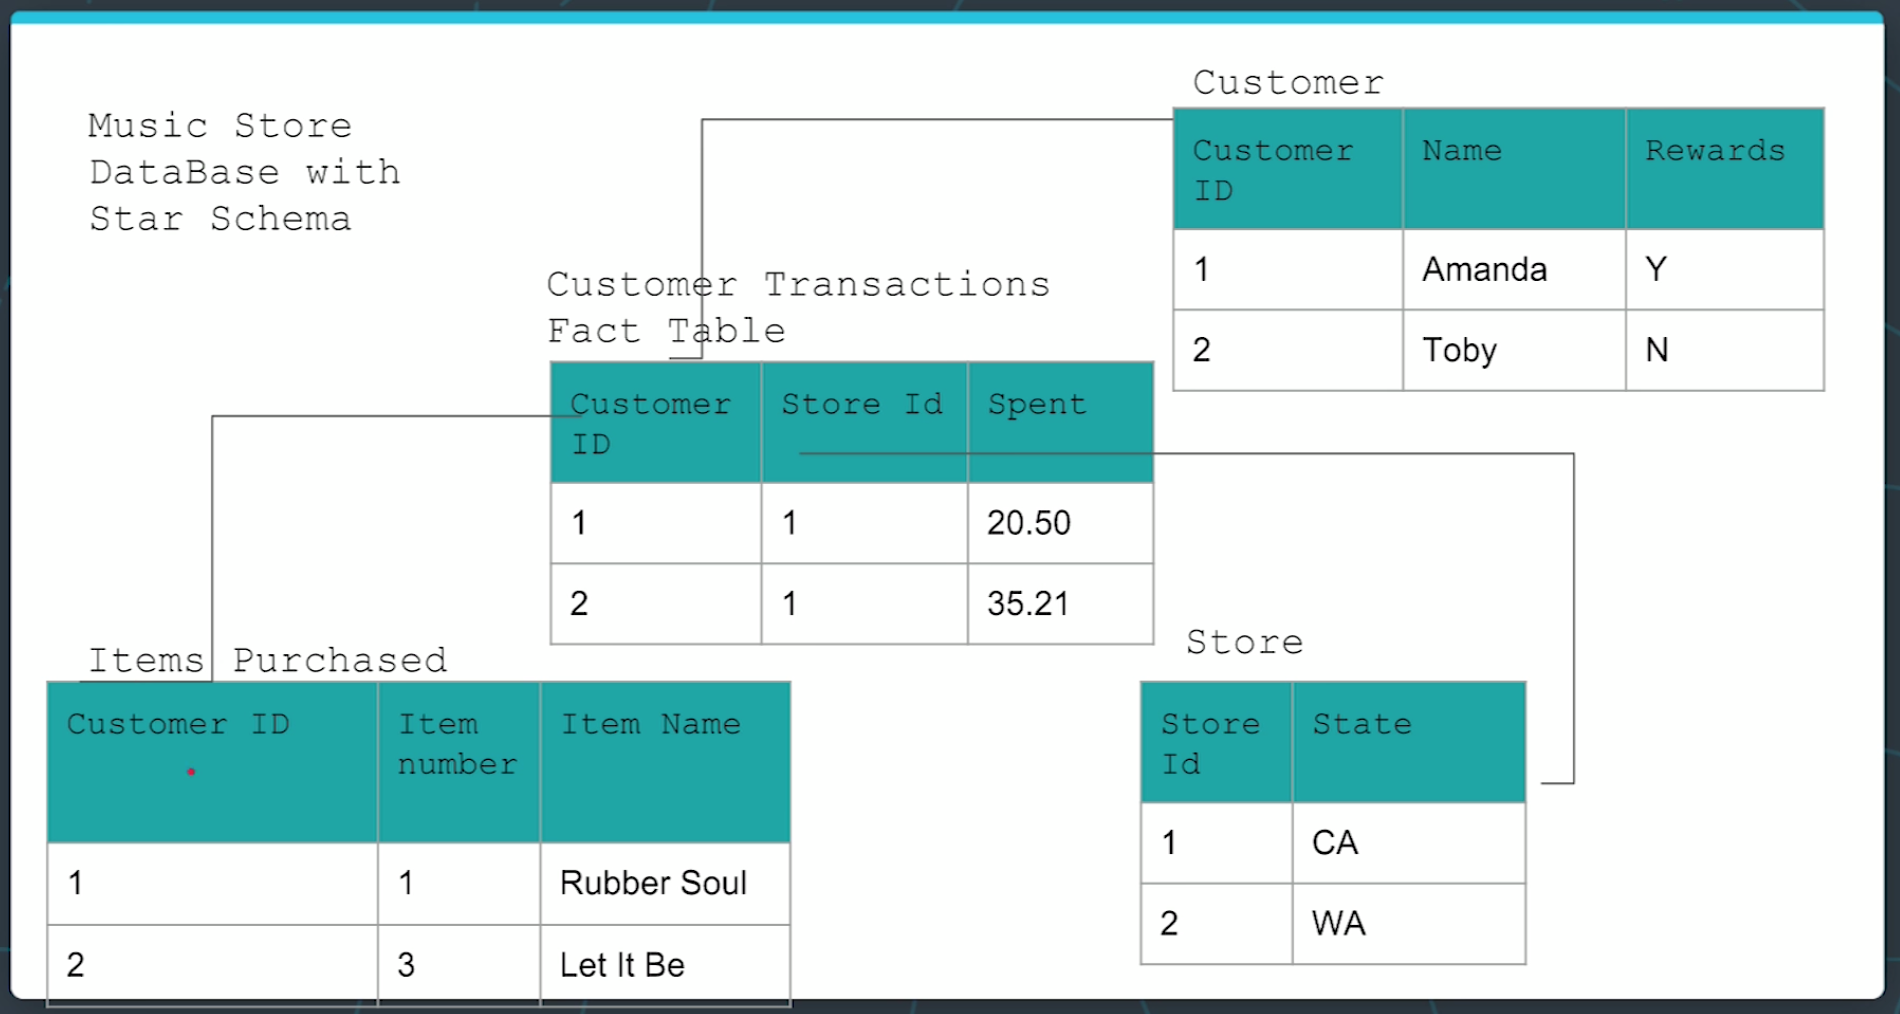 Music Store
DataBase with
Star Schema
Customer
Customer ID Name Rewards
1 Amanda Y
2 Toby N
Customer Transactions
Fact Table
Customer ID Store Id Spent
1 1 20.50
2 1 35.21
Items Purchased
Customer ID Item number Item Name
1 1 Rubber Soul
2 3 Let It Be
Store
Store Id State
1 CA
2 WA